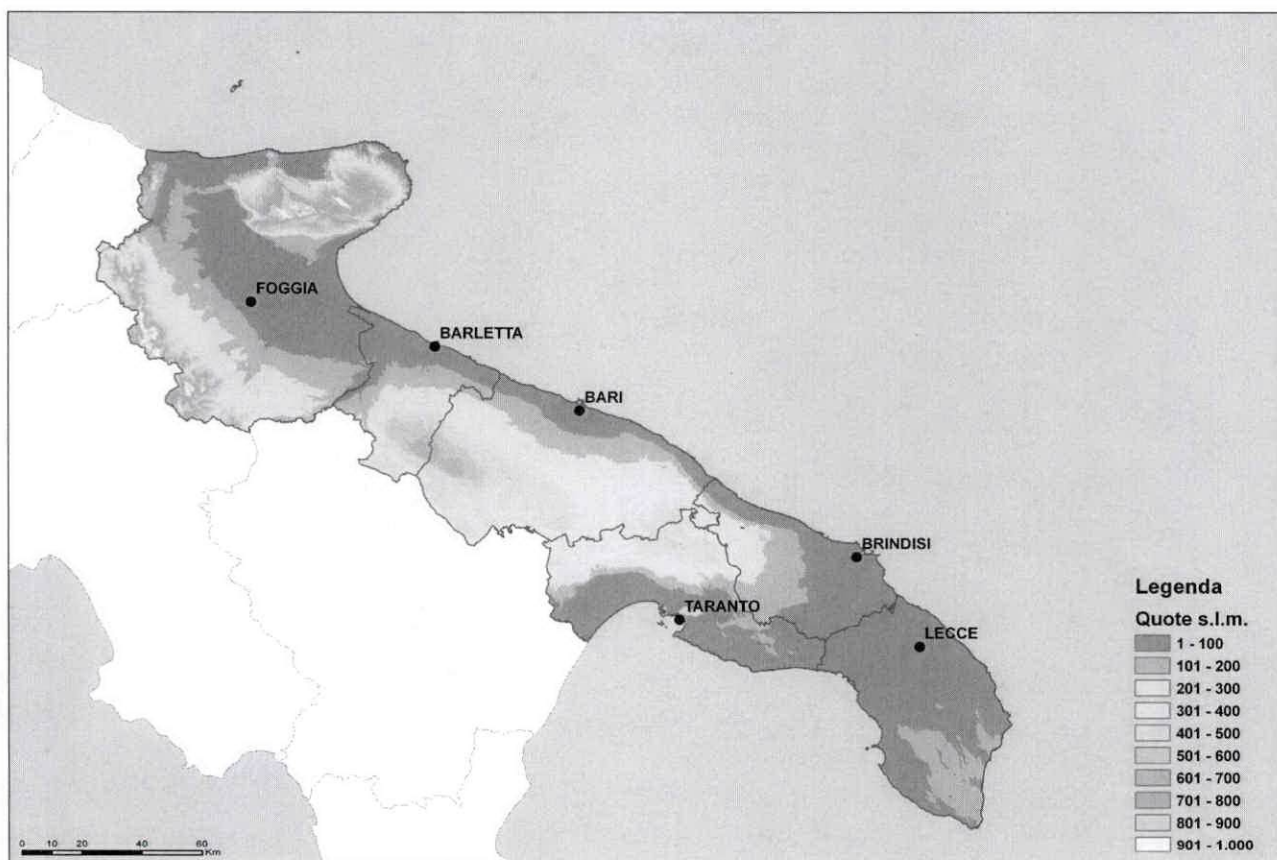 FOGGIA
BARLETTA
BARI
BRINDISI
TARANTO
LECCE
Legenda
Quote s.l.m.
1 - 100
101 - 200
201 - 300
301 - 400
401 - 500
501 - 600
601 - 700
701 - 800
801 - 900
901 - 1.000
0 10 20 40 60
Km